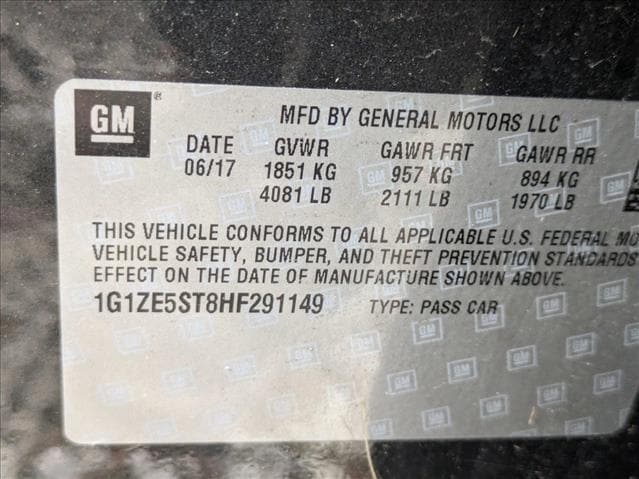 GM ®
MFD BY GENERAL MOTORS LLC
DATE GVWR GAWR FRT GAWR RR
06/17 1851 KG 957 KG 894 KG
4081 LB 2111 LB 1970 LB
THIS VEHICLE CONFORMS TO ALL APPLICABLE U.S. FEDERAL MO
VEHICLE SAFETY, BUMPER, AND THEFT PREVENTION STANDARDS
EFFECT ON THE DATE OF MANUFACTURE SHOWN ABOVE.
1G1ZE5ST8HF291149 TYPE: PASS CAR